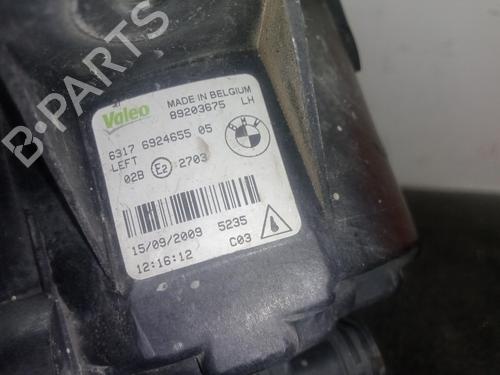 B-PARTS
Valeo
MADE IN BELGIUM
89203675 LH
6317 6924655 05
LEFT
BMW
02B E2 2703
15/09/2009 5235
12:16:12 C03